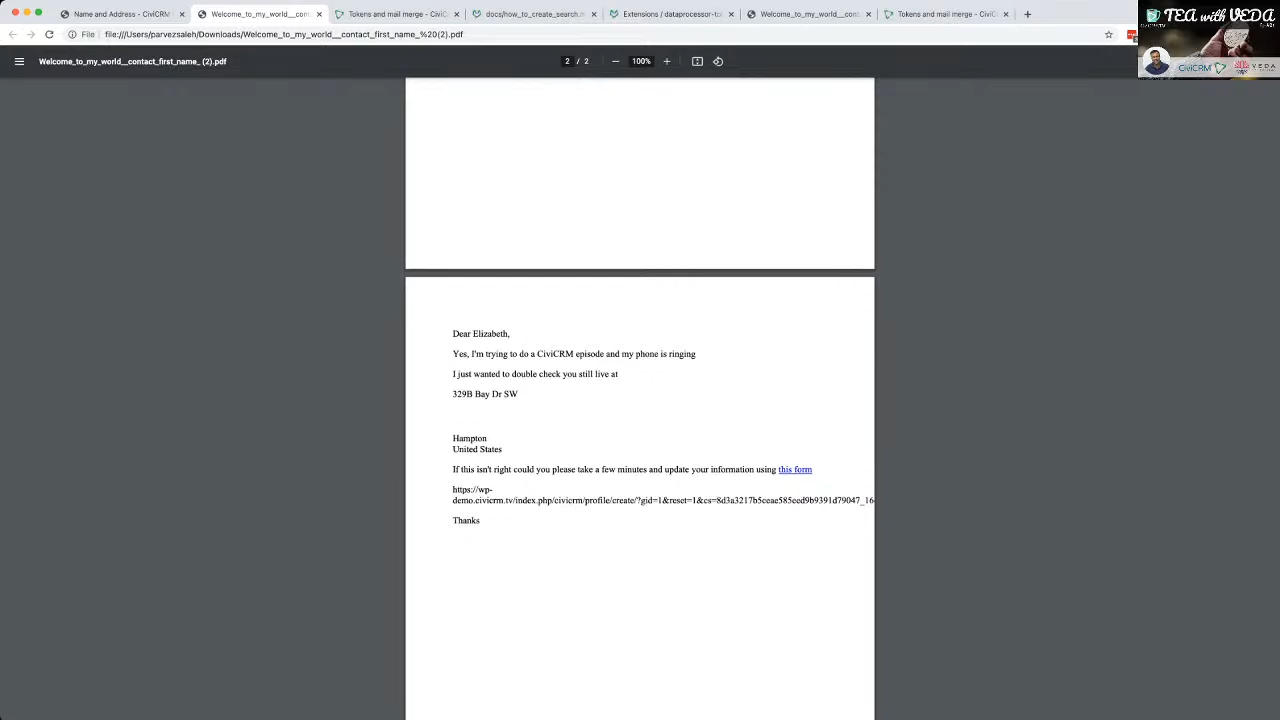 Name and Address - CiviCRM
Welcome_to_my_world__cont
Tokens and mail merge - CiviC
docs/how_to_create_search.m
Extensions / dataprocessor-tok
Welcome_to_my_world__cont
Tokens and mail merge - CiviC
TEA with VEDA
File
file:///Users/parvezsaleh/Downloads/Welcome_to_my_world__contact_first_name_%20(2).pdf
Welcome_to_my_world__contact_first_name_ (2).pdf
2 / 2
100%
CiviCRM
VEDA
Dear Elizabeth,
Yes, I'm trying to do a CiviCRM episode and my phone is ringing
I just wanted to double check you still live at
329B Bay Dr SW
Hampton
United States
If this isn't right could you please take a few minutes and update your information using this form
https://wp-
demo.civicrm.tv/index.php/civicrm/profile/create/?gid=1&reset=1&cs=8d3a3217b5ceae585eed9b9391d79047_16
Thanks